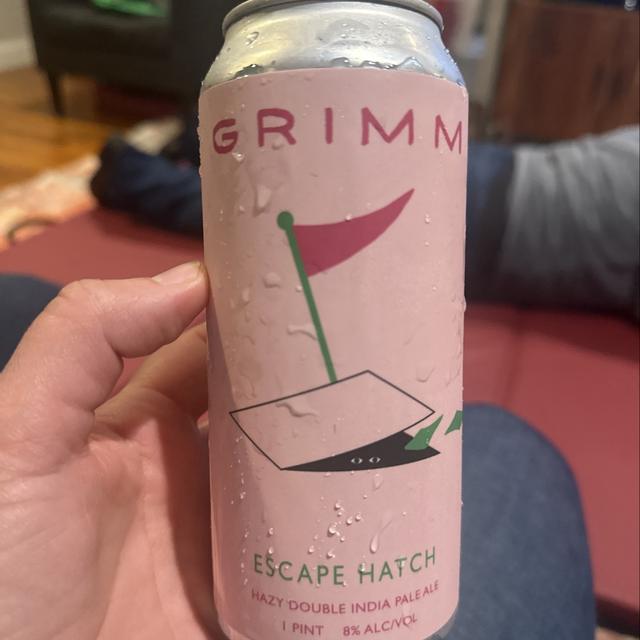 GRIMM
ESCAPE HATCH
HAZY DOUBLE INDIA PALE ALE
1 PINT 8% ALC/VOL